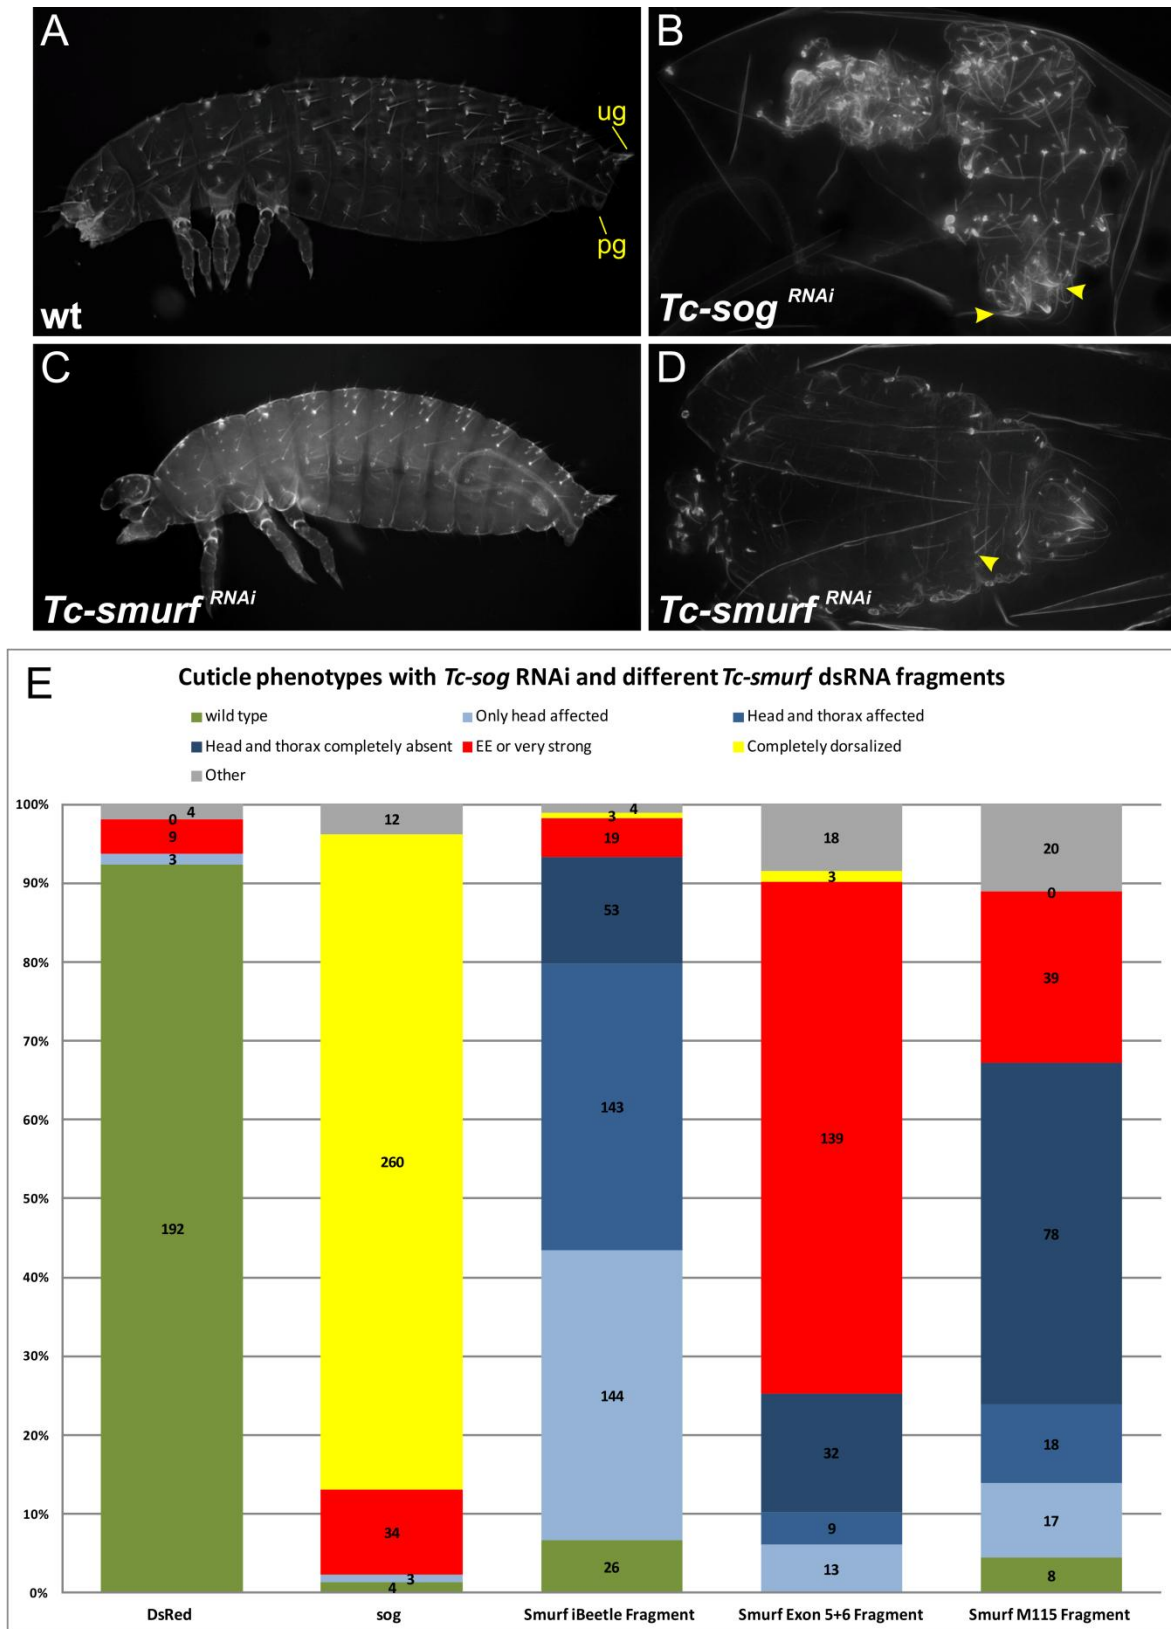 A
ug
pg
wt
B
Tc-sog RNAi
C
Tc-smurf RNAi
D
Tc-smurf RNAi
E
Cuticle phenotypes with Tc-sog RNAi and different Tc-smurf dsRNA fragments
wild type Only head affected Head and thorax affected
Head and thorax completely absent EE or very strong Completely dorsalized
Other
100%
90%
80%
70%
60%
50%
40%
30%
20%
10%
0%
4
0
9
3
192
12
260
34
3
4
4
3
19
53
143
144
26
18
3
139
32
9
13
20
0
39
78
18
17
8
DsRed sog Smurf iBeetle Fragment Smurf Exon 5+6 Fragment Smurf M115 Fragment